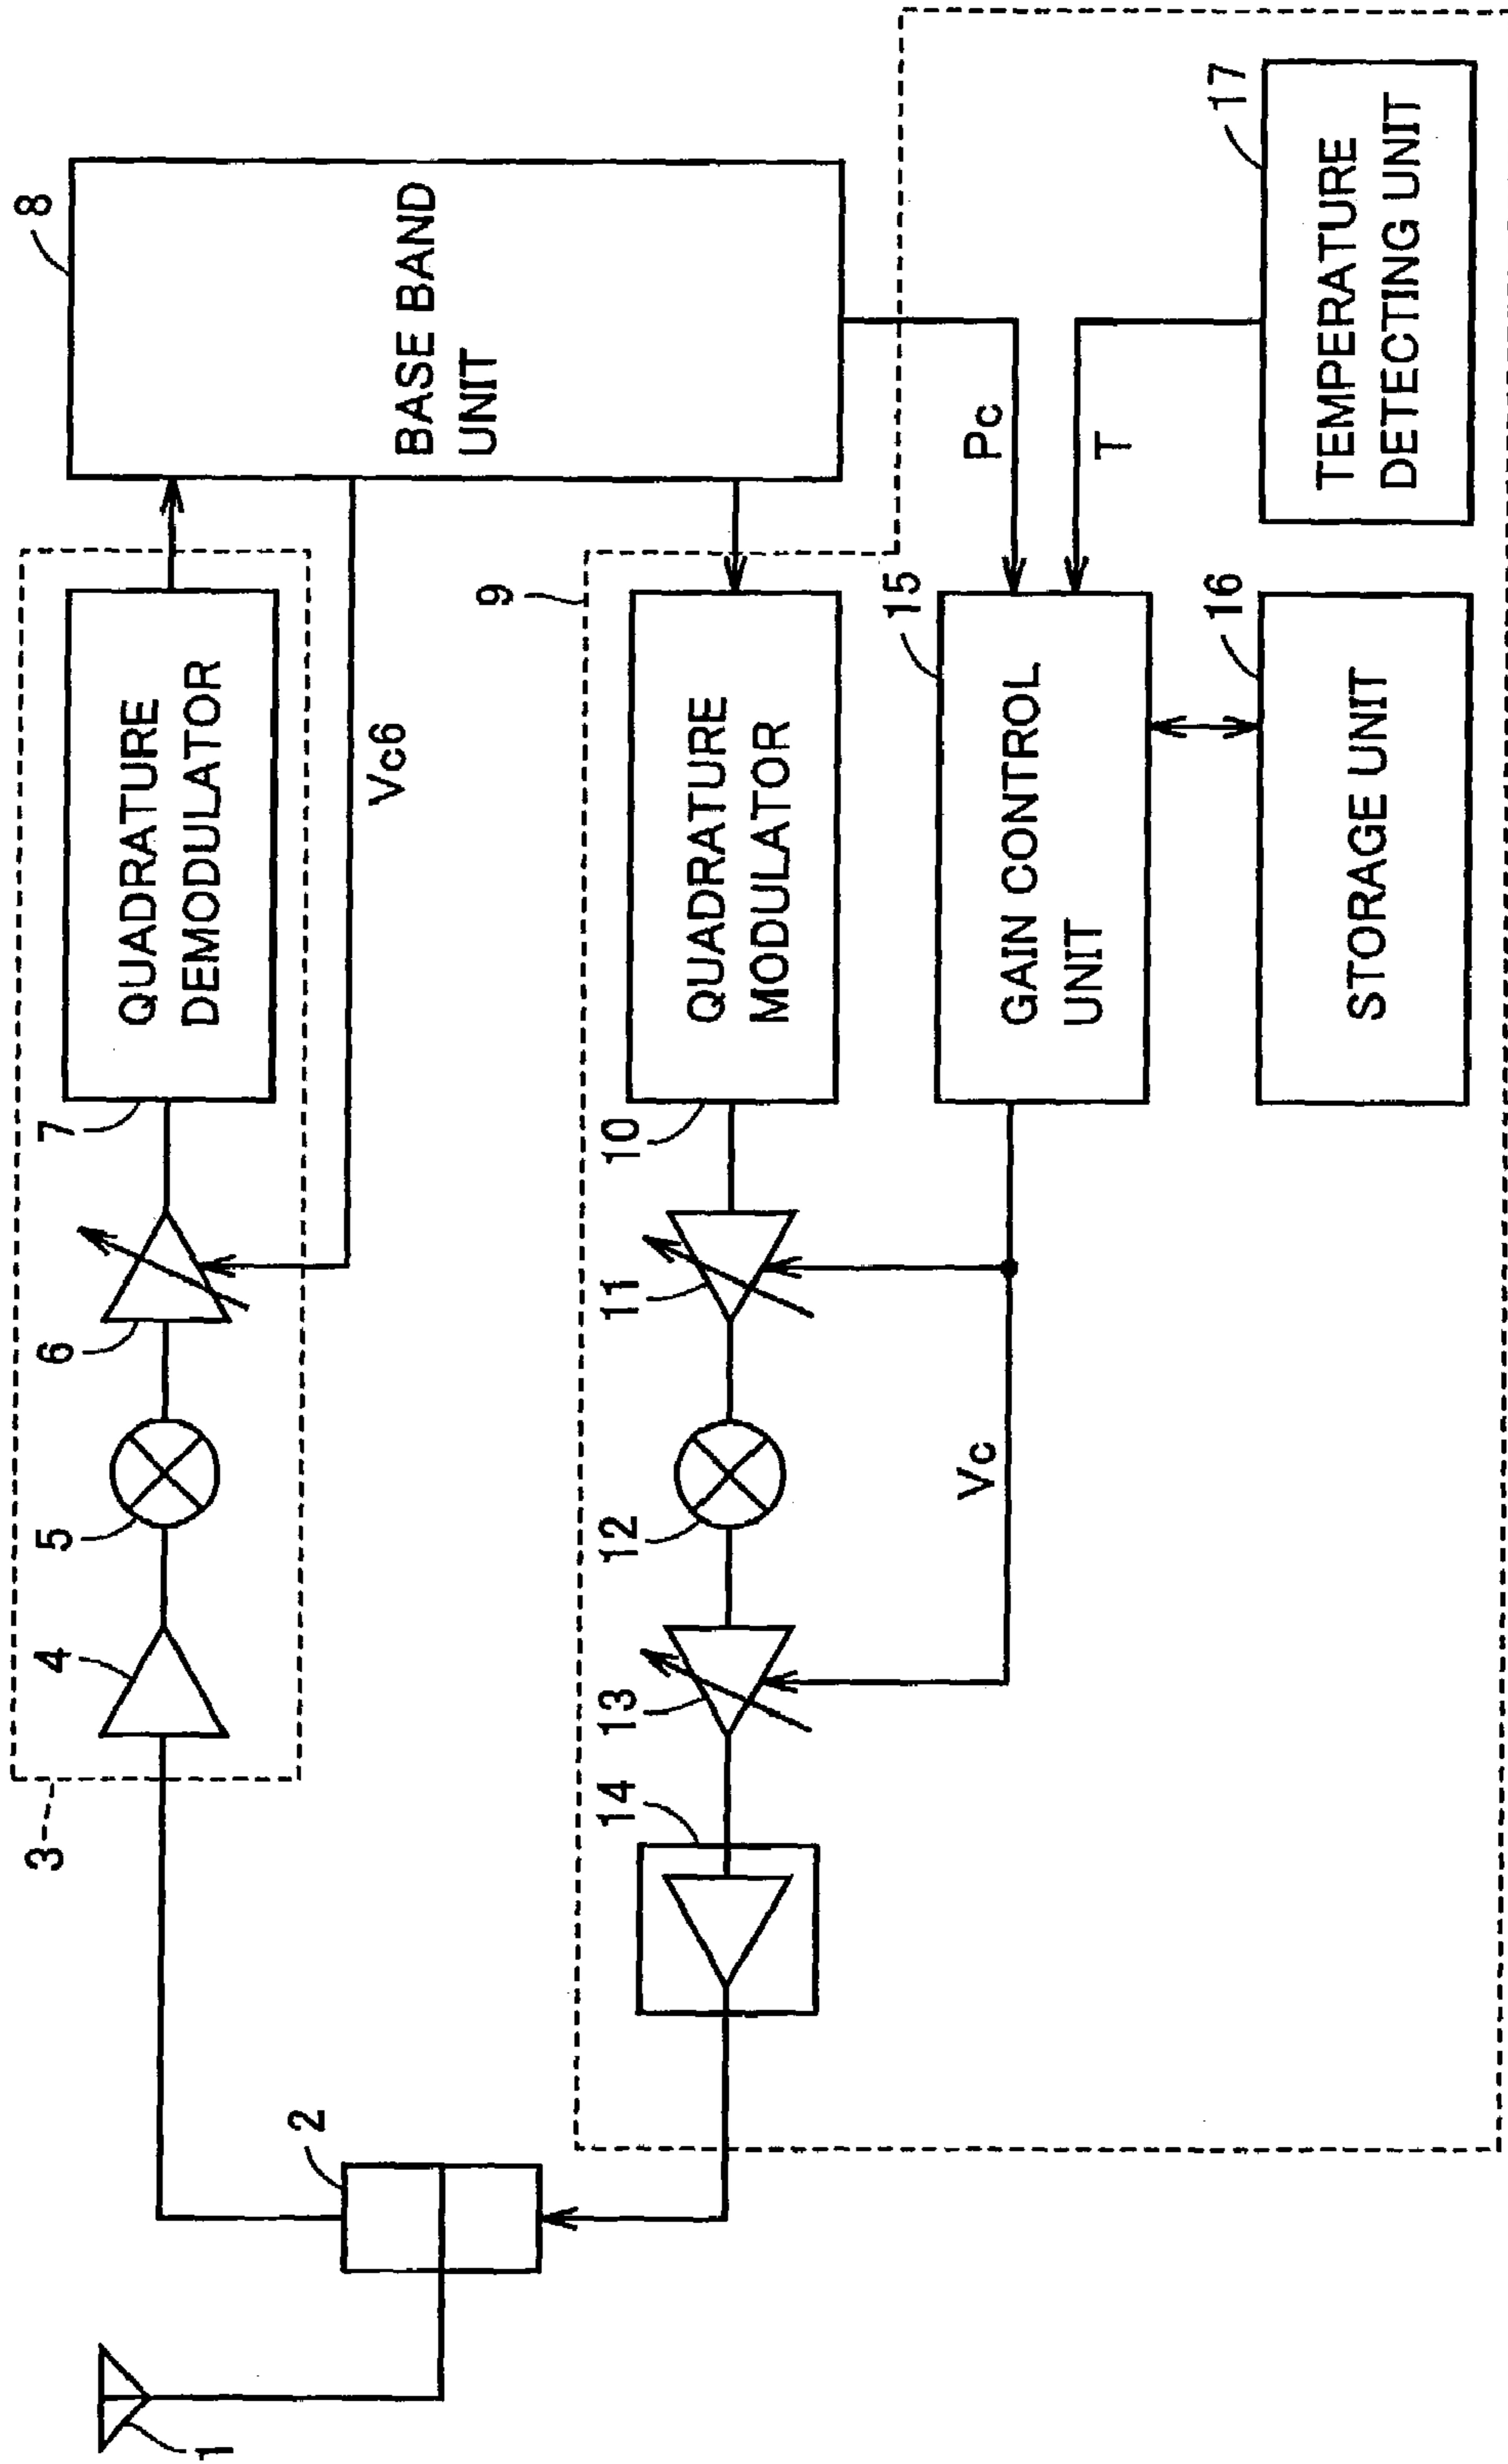 1
2
3
4
5
6
7
QUADRATURE
DEMODULATOR
Vc6
8
BASE BAND
UNIT
9
10
QUADRATURE
MODULATOR
11
12
13
14
Vc
15
GAIN CONTROL
UNIT
Pc
T
16
STORAGE UNIT
17
TEMPERATURE
DETECTING UNIT